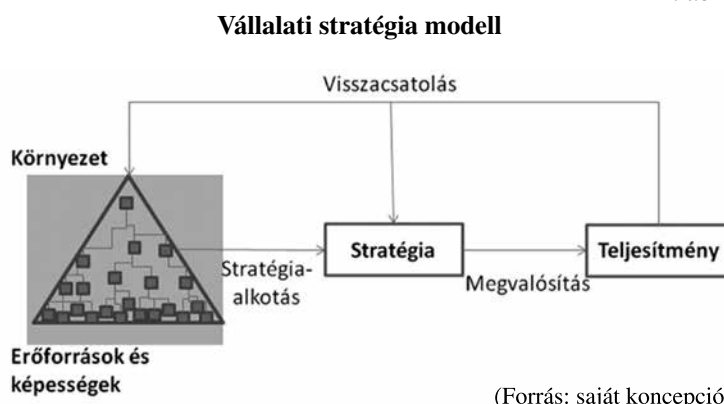 Vállalati stratégia modell
Visszacsatolás
Környezet
Stratégia-
alkotás
Stratégia
Megvalósítás
Teljesítmény
Erőforrások és
képességek
(Forrás: saját koncepció